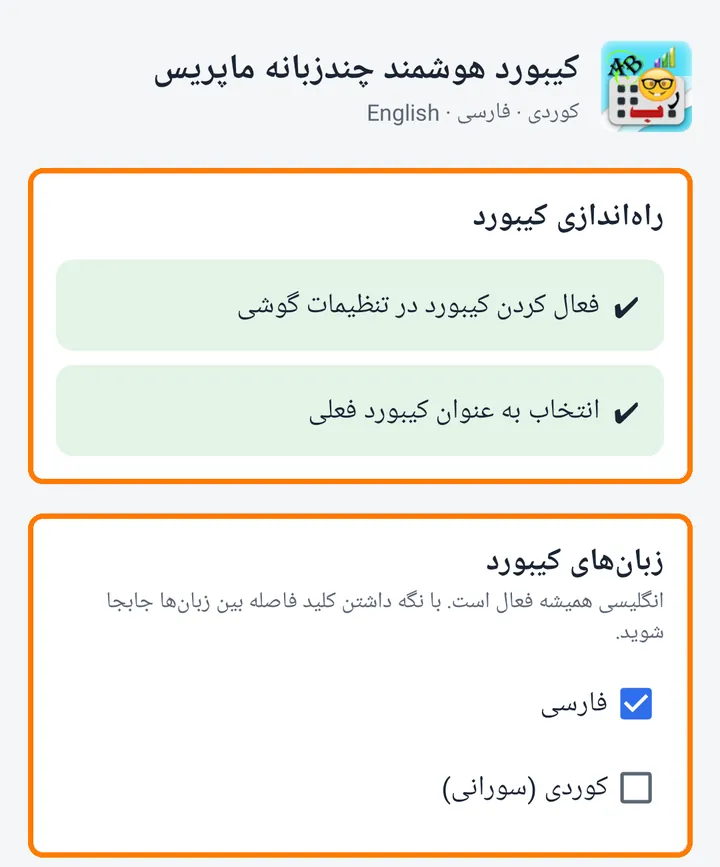 کیبورد هوشمند چندزبانه ماپریس
کوردی · فارسی · English
راه‌اندازی کیبورد
✔ فعال کردن کیبورد در تنظیمات گوشی
✔ انتخاب به عنوان کیبورد فعلی
زبان‌های کیبورد
انگلیسی همیشه فعال است. با نگه داشتن کلید فاصله بین زبان‌ها جابجا
شوید.
فارسی
کوردی (سورانی)